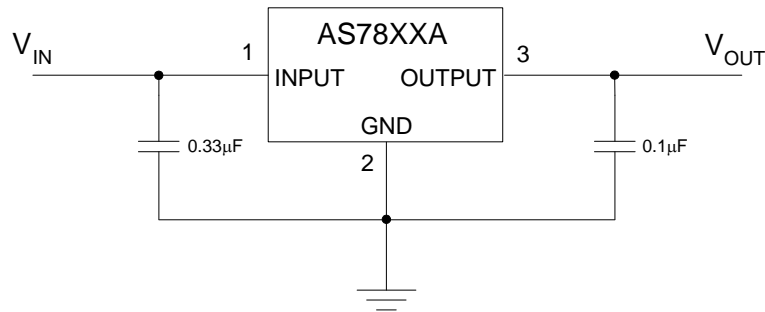 AS78XXA
V_IN
1
3
V_OUT
INPUT
OUTPUT
GND
2
0.33μF
0.1μF